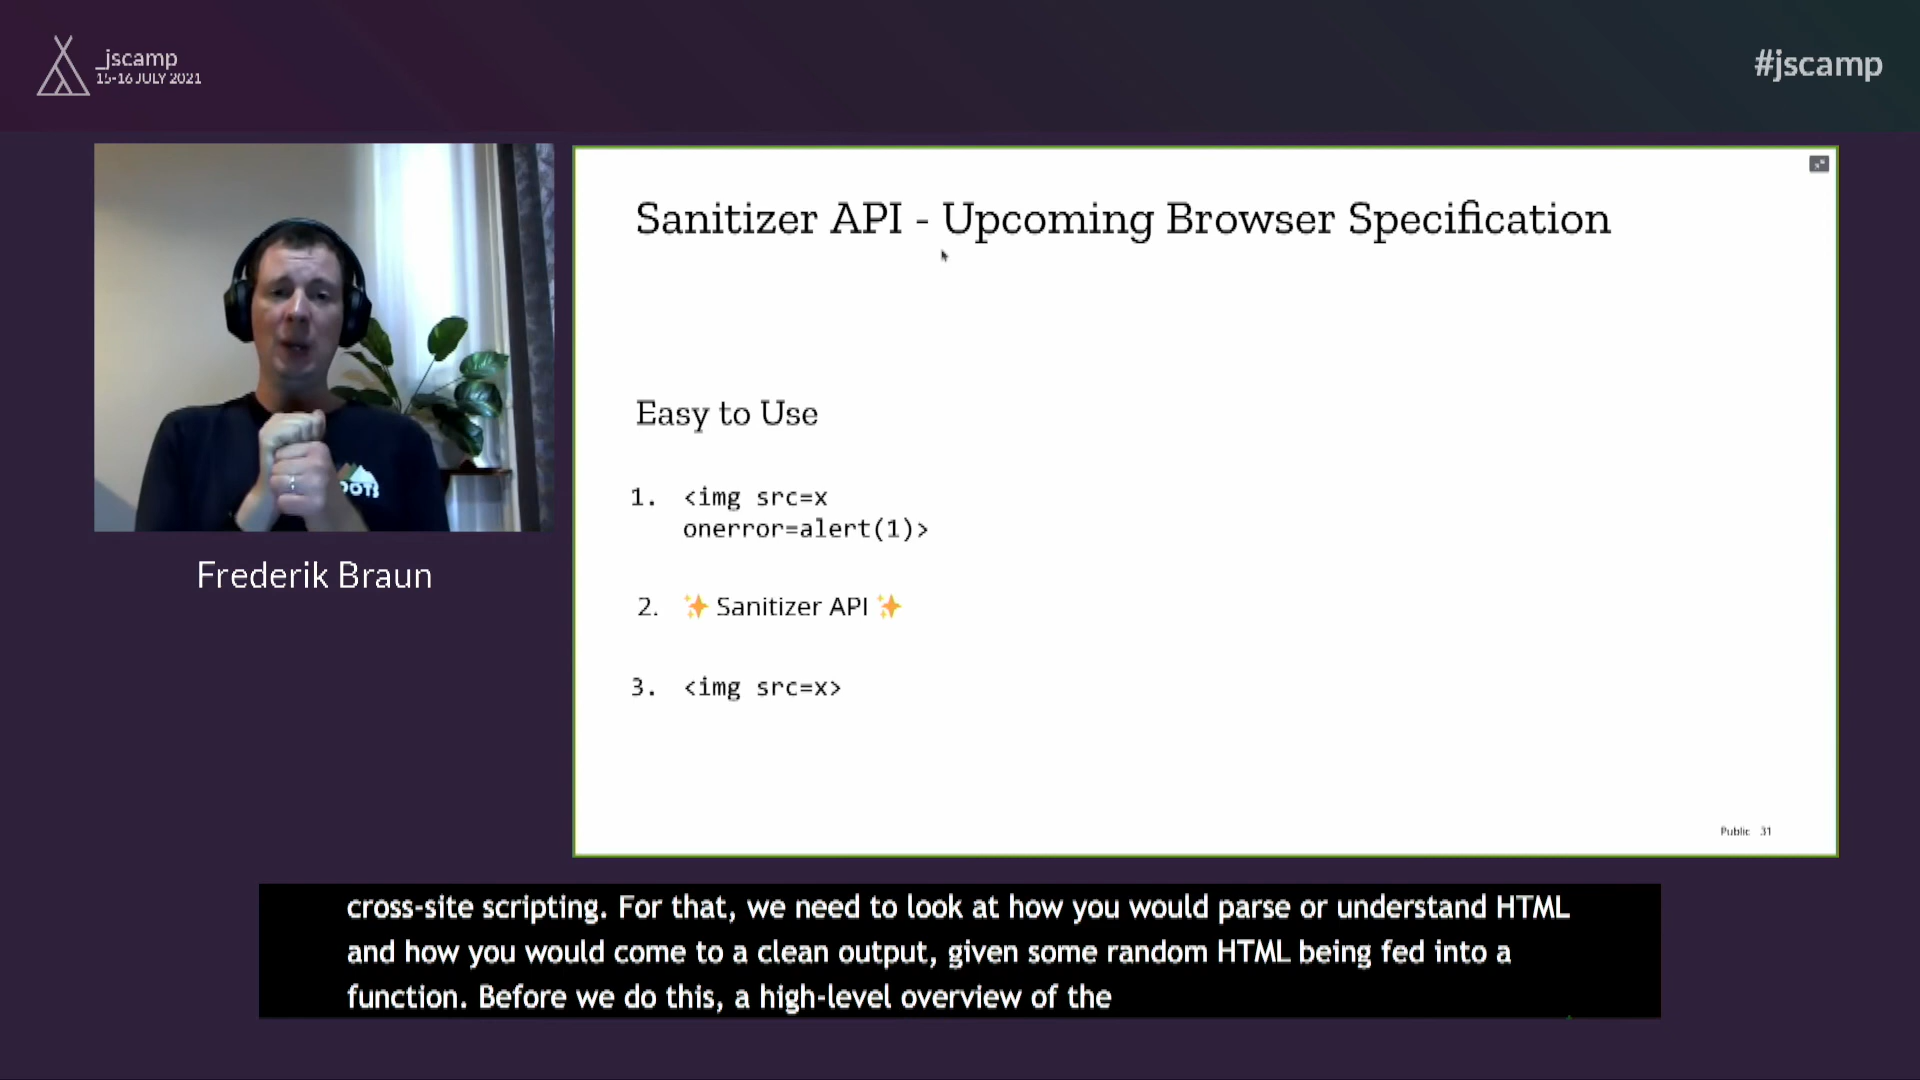 _jscamp
15-16 JULY 2021
#jscamp
Sanitizer API - Upcoming Browser Specification
Easy to Use
1. <img src=x
onerror=alert(1)>
2. ✨ Sanitizer API ✨
3. <img src=x>
Public 31
Frederik Braun
cross-site scripting. For that, we need to look at how you would parse or understand HTML
and how you would come to a clean output, given some random HTML being fed into a
function. Before we do this, a high-level overview of the